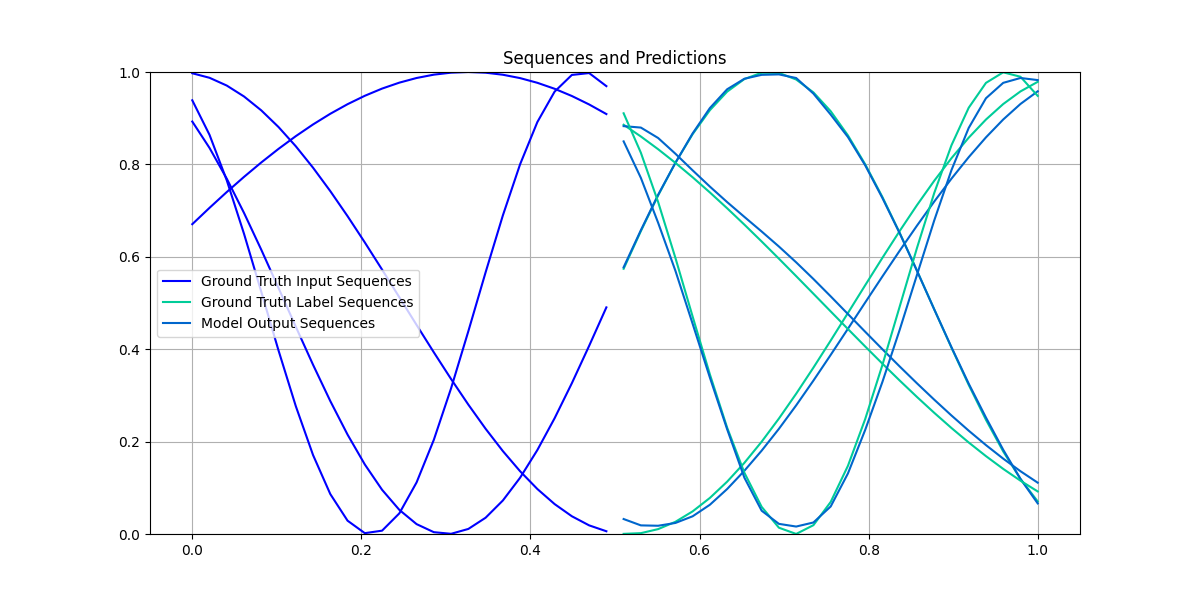 Sequences and Predictions
1.0
0.8
0.6
0.4
0.2
0.0
Ground Truth Input Sequences
Ground Truth Label Sequences
Model Output Sequences
0.0 0.2 0.4 0.6 0.8 1.0